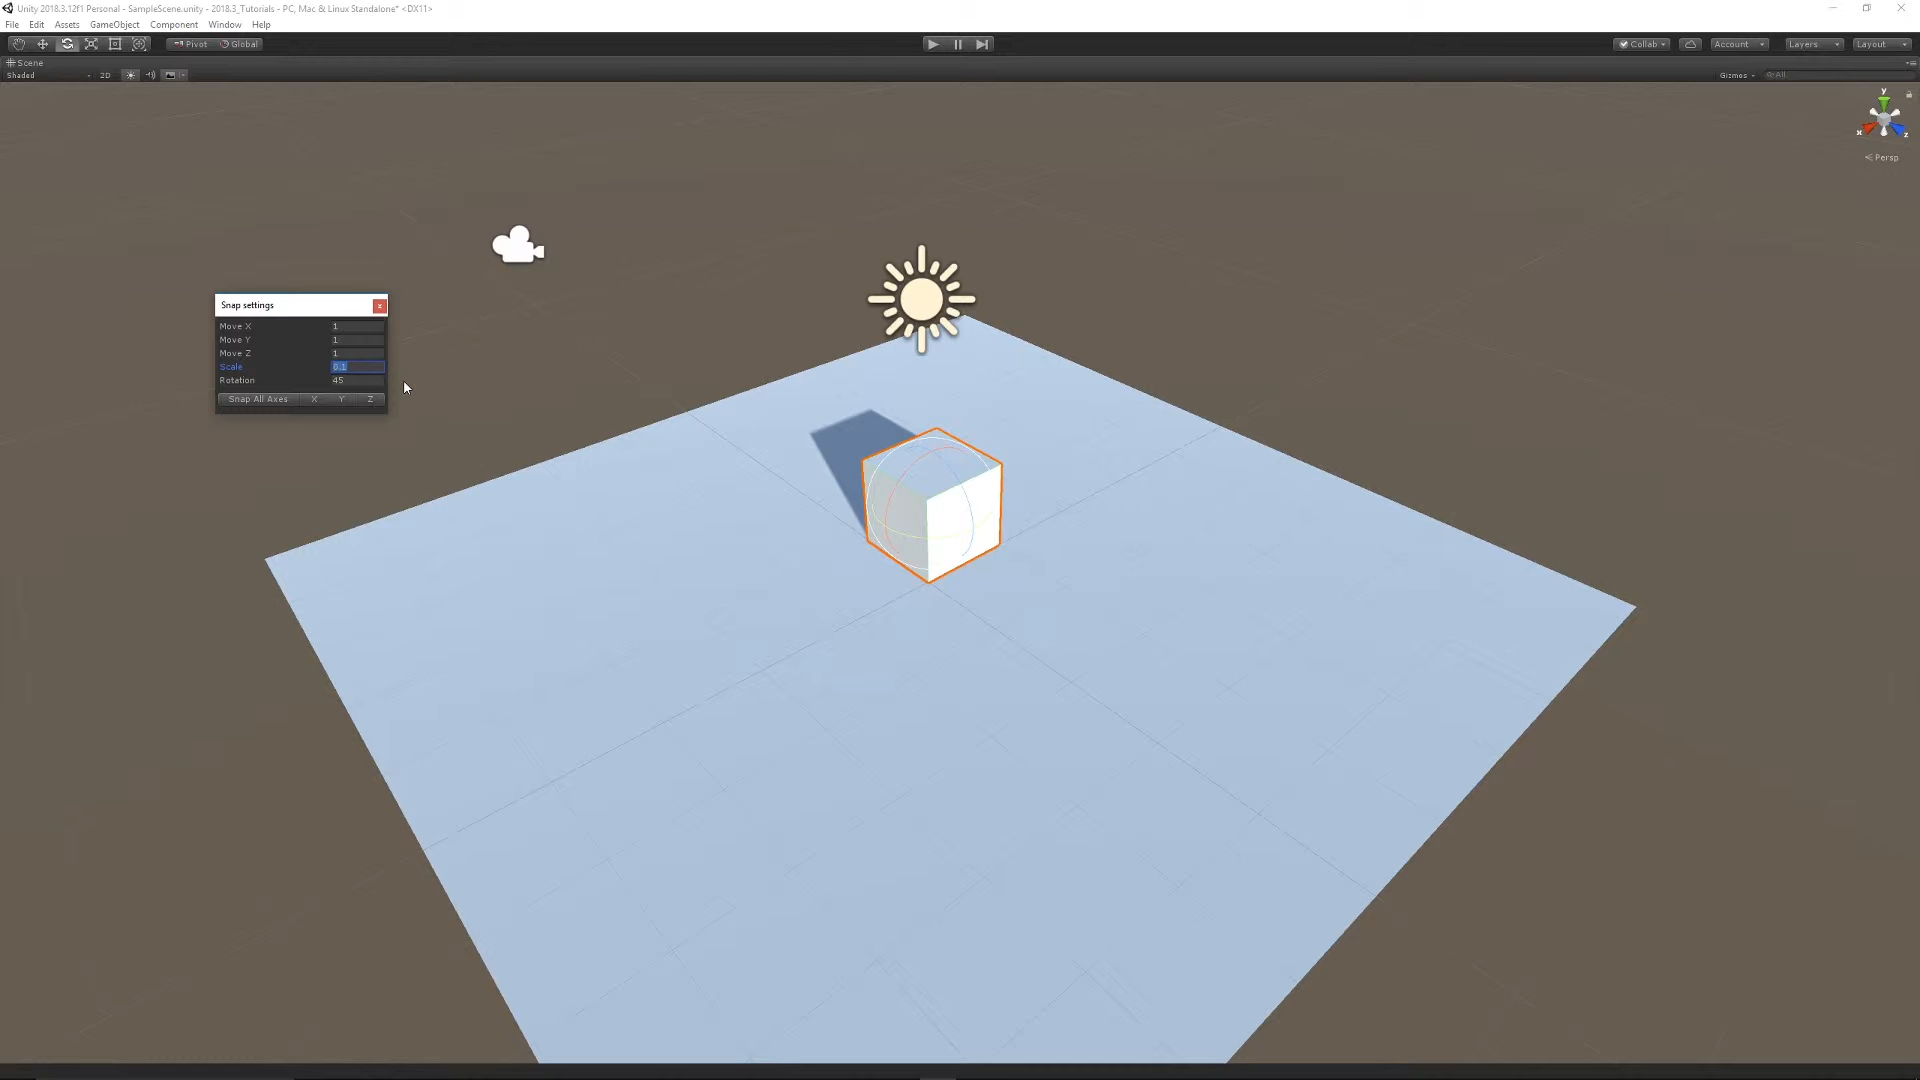 Unity 2018.3.12f1 Personal - SampleScene.unity - 2018.3_Tutorials - PC, Mac & Linux Standalone* <DX11>
File Edit Assets GameObject Component Window Help
Pivot Global Collab Account Layers Layout
Scene
Shaded 2D Gizmos All
y
x z
Persp
Snap settings x
Move X 1
Move Y 1
Move Z 1
Scale 0.1
Rotation 45
Snap All Axes X Y Z